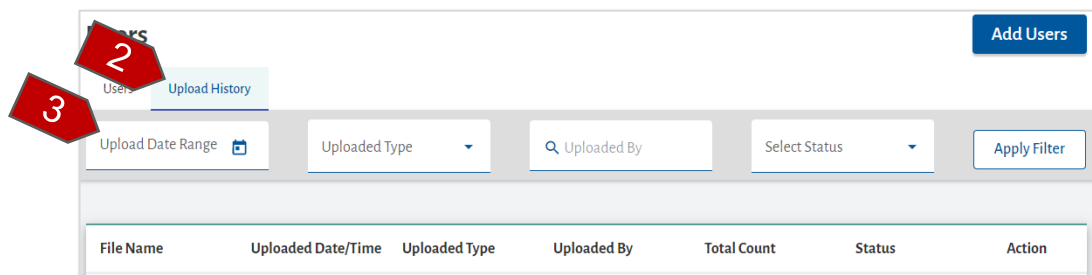 Users
Add Users
2
Users
Upload History
3
Upload Date Range
Uploaded Type
Uploaded By
Select Status
Apply Filter
File Name Uploaded Date/Time Uploaded Type Uploaded By Total Count Status Action